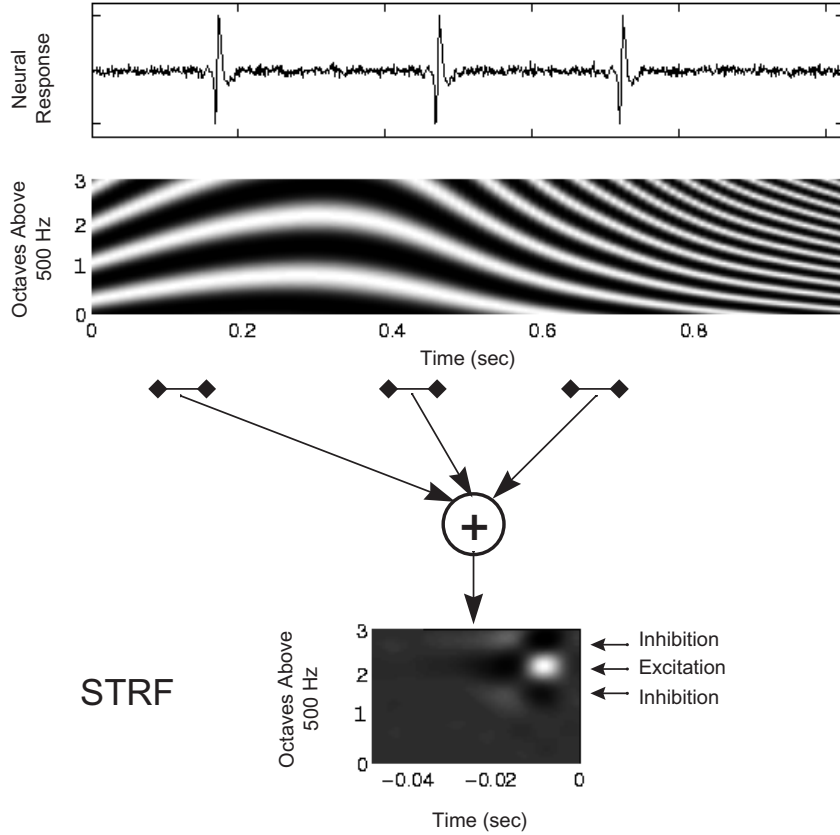 Neural
Response
Octaves Above
500 Hz
3
2
1
0
0 0.2 0.4 0.6 0.8
Time (sec)
+
STRF
Octaves Above
500 Hz
3
2
1
0
Inhibition
Excitation
Inhibition
−0.04 −0.02 0
Time (sec)